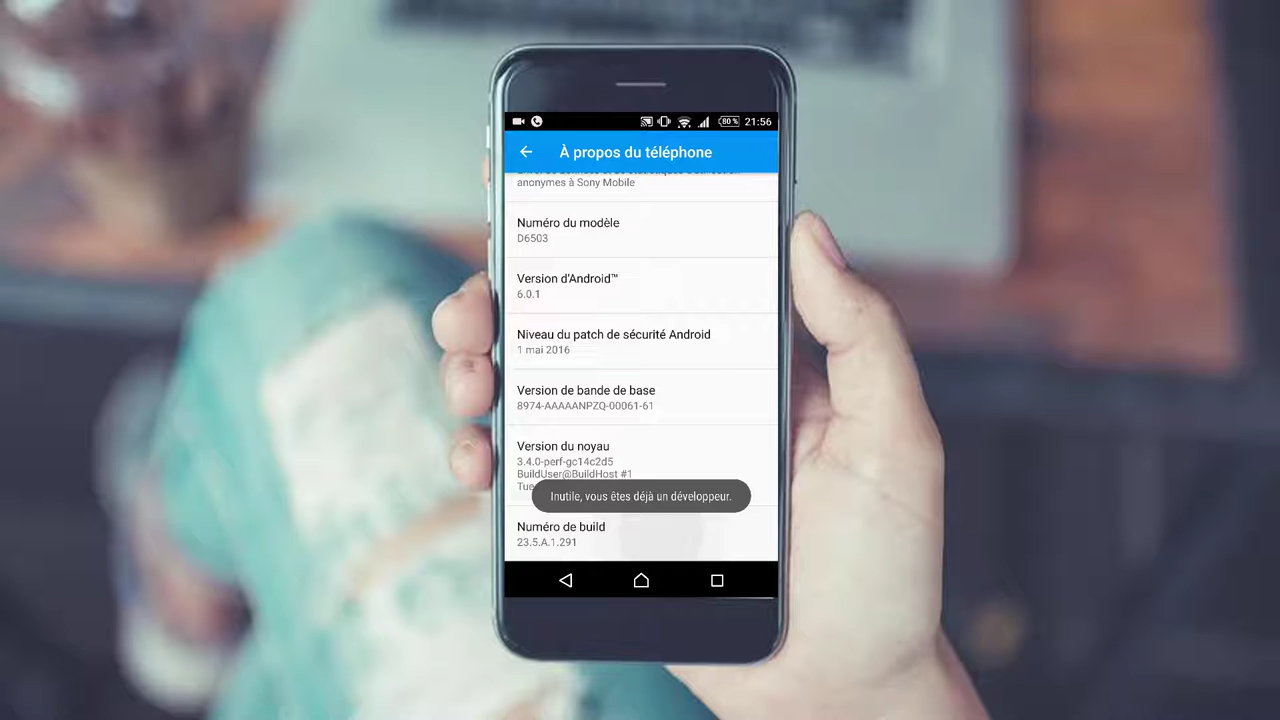 80 %
21:56
À propos du téléphone
anonymes à Sony Mobile
Numéro du modèle
D6503
Version d'Android™
6.0.1
Niveau du patch de sécurité Android
1 mai 2016
Version de bande de base
8974-AAAAANPZQ-00061-61
Version du noyau
3.4.0-perf-gc14c2d5
BuildUser@BuildHost #1
Tue
Inutile, vous êtes déjà un développeur.
Numéro de build
23.5.A.1.291